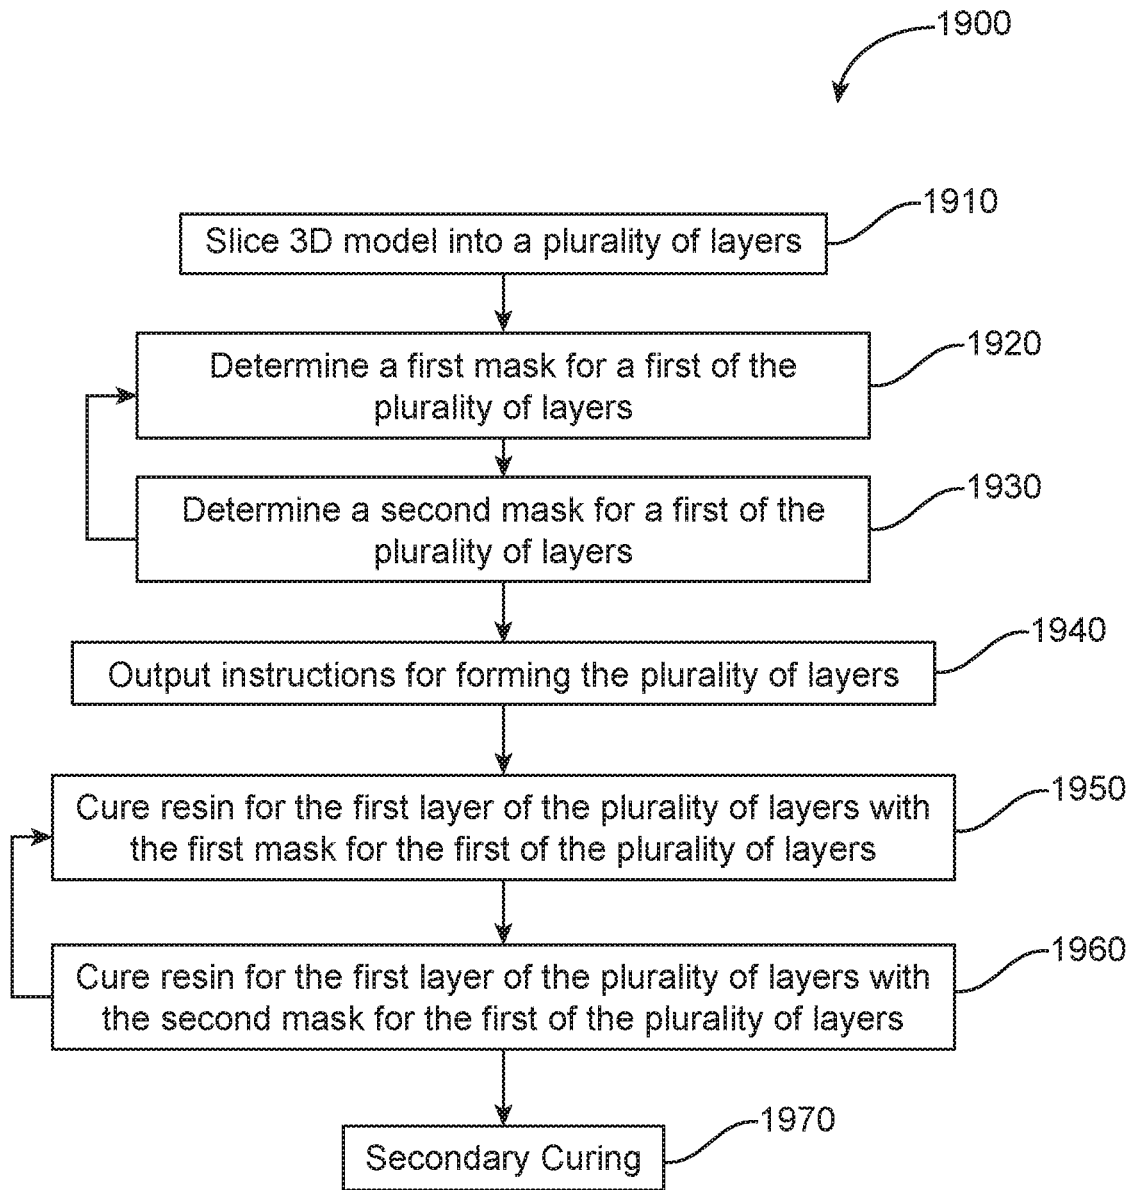 1900
1910
Slice 3D model into a plurality of layers
1920
Determine a first mask for a first of the
plurality of layers
1930
Determine a second mask for a first of the
plurality of layers
1940
Output instructions for forming the plurality of layers
1950
Cure resin for the first layer of the plurality of layers with
the first mask for the first of the plurality of layers
1960
Cure resin for the first layer of the plurality of layers with
the second mask for the first of the plurality of layers
1970
Secondary Curing